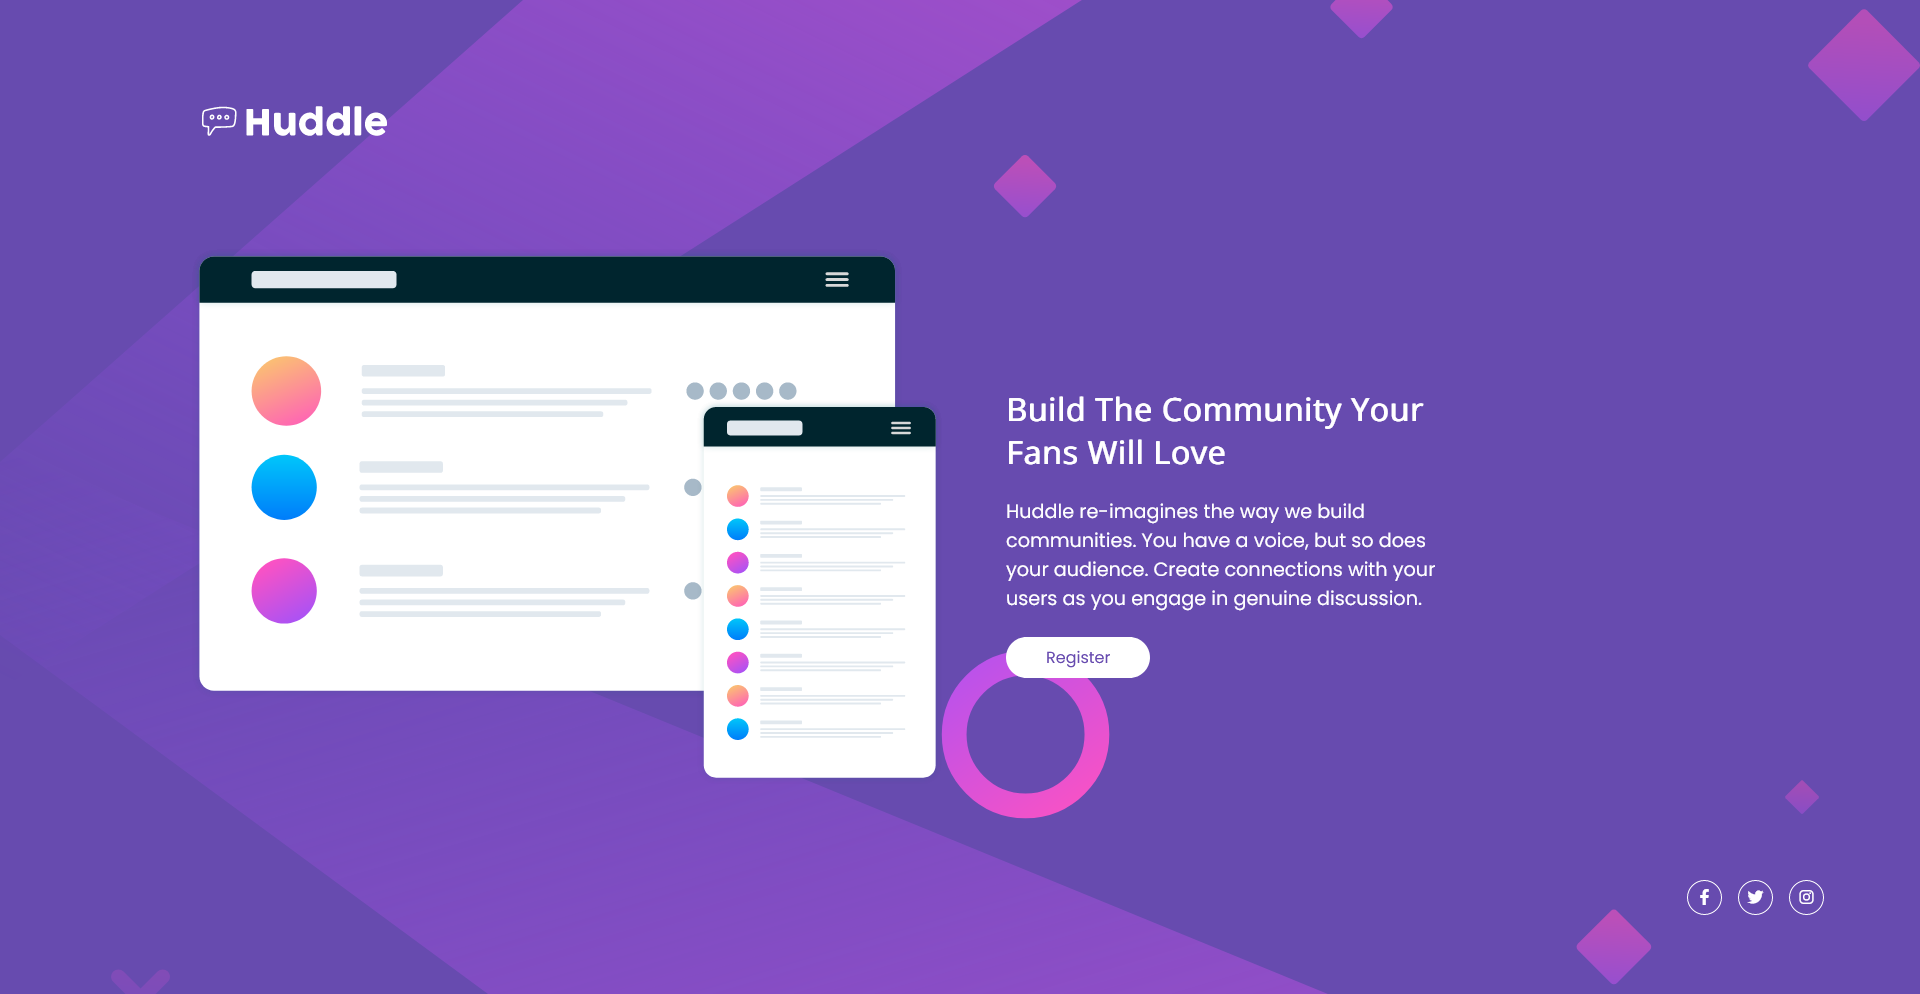 Huddle
Build The Community Your
Fans Will Love
Huddle re-imagines the way we build
communities. You have a voice, but so does
your audience. Create connections with your
users as you engage in genuine discussion.
Register